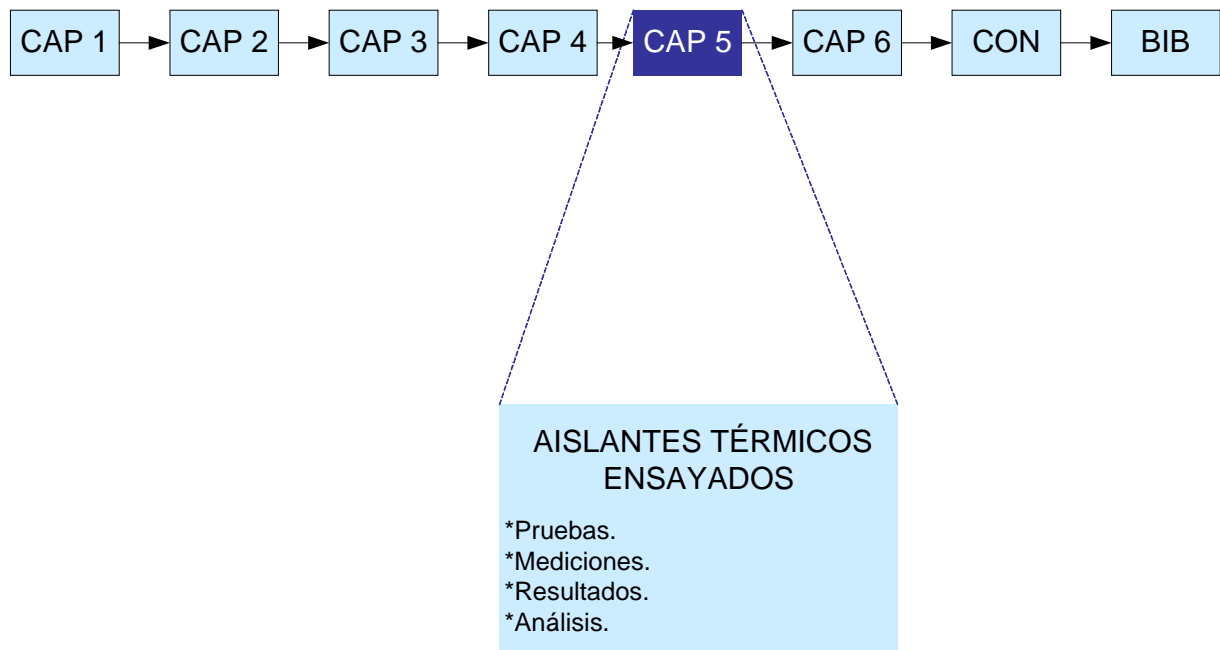 CAP 1
CAP 2
CAP 3
CAP 4
CAP 5
CAP 6
CON
BIB
AISLANTES TÉRMICOS
ENSAYADOS
*Pruebas.
*Mediciones.
*Resultados.
*Análisis.